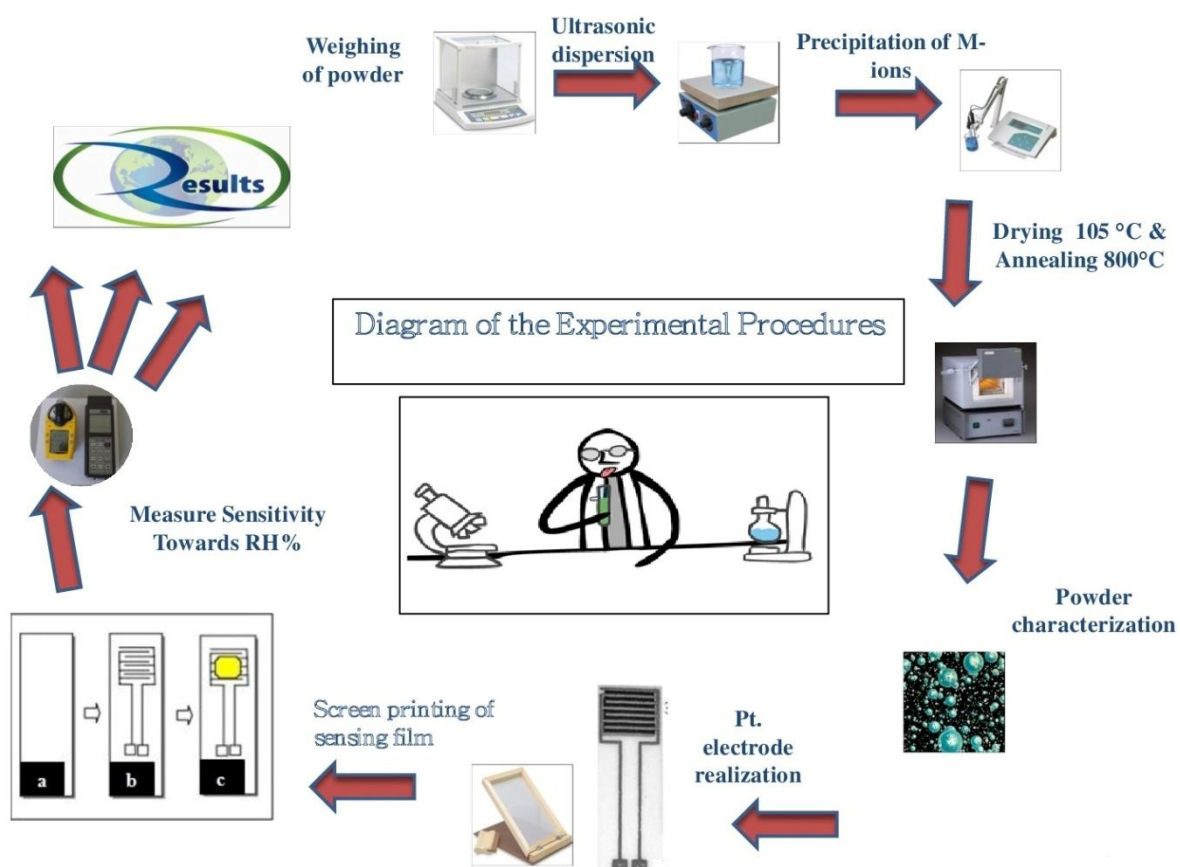 Weighing
of powder
Ultrasonic
dispersion
Precipitation of M-
ions
Results
Drying 105 °C &
Annealing 800°C
Diagram of the Experimental Procedures
Measure Sensitivity
Towards RH%
Powder
characterization
Pt.
electrode
realization
Screen printing of
sensing film
a b c